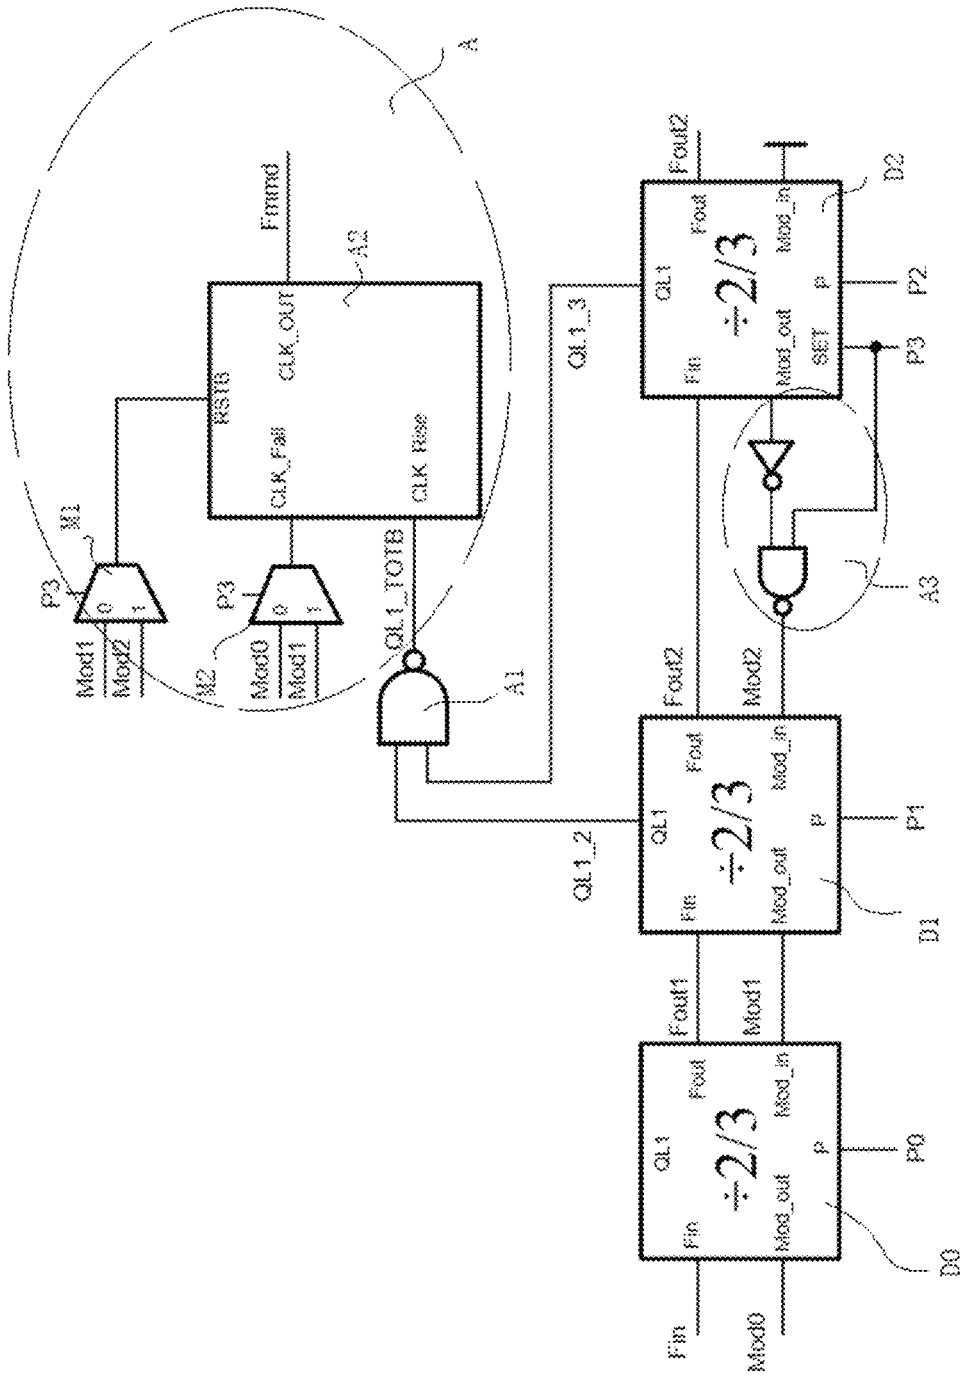 A
P3
M1
Mod1
0
Mod2
1
RSTB
Fmmd
CLK_OUT
A2
CLK_Fall
P3
M2
Mod0
0
Mod1
1
CLK_Rise
QL1_TOTB
A1
QL1_2
QL1_3
Fin
Mod0
Fin
QL1
Fout
÷2/3
Mod_out
Mod_in
P
P0
D0
Fout1
Mod1
Fin
QL1
Fout
÷2/3
Mod_out
Mod_in
P
P1
D1
Fout2
Mod2
A3
Fin
QL1
Fout
÷2/3
Mod_out
Mod_in
SET
P
P3
P2
D2
Fout2